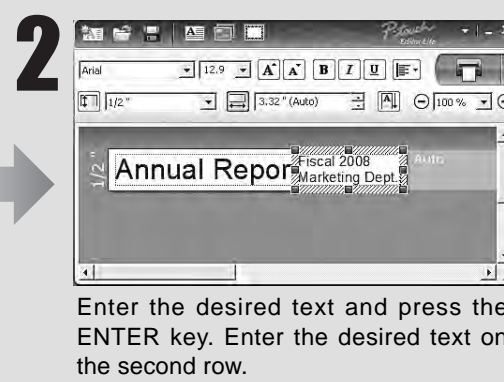 2
P-touch
Editor Lite
Arial 12.9 A A B I U
1/2" 3.32" (Auto) A 100 %
1/2"
Annual Repor
Fiscal 2008
Marketing Dept.
Auto
Enter the desired text and press the
ENTER key. Enter the desired text on
the second row.